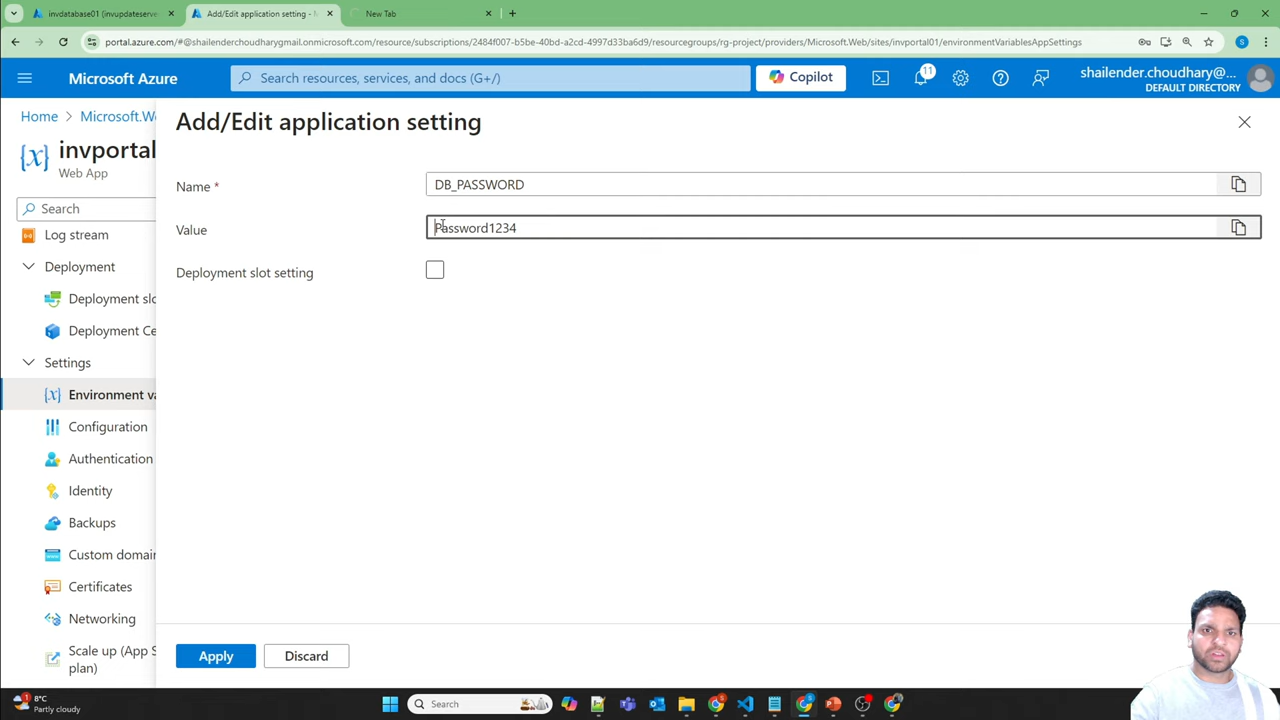 invdatabase01 (invupdateserve
Add/Edit application setting -
New Tab
portal.azure.com/#@shailenderchoudharygmail.onmicrosoft.com/resource/subscriptions/2484f007-b5be-40bd-a2cd-4997d33ba6d9/resourcegroups/rg-project/providers/Microsoft.Web/sites/invportal01/environmentVariablesAppSettings
Microsoft Azure
Search resources, services, and docs (G+/)
Copilot
11
shailender.choudhary@...
DEFAULT DIRECTORY
Home > Microsoft.We
invportal
Web App
Search
Log stream
Deployment
Deployment slo
Deployment Ce
Settings
Environment va
Configuration
Authentication
Identity
Backups
Custom domain
Certificates
Networking
Scale up (App S
plan)
Add/Edit application setting
Name *
DB_PASSWORD
Value
Password1234
Deployment slot setting
Apply
Discard
1
8°C
Partly cloudy
Search